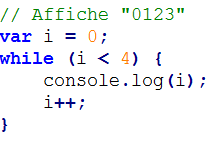 // Affiche "0123"
var i = 0;
while (i < 4) {
    console.log(i);
    i++;
}